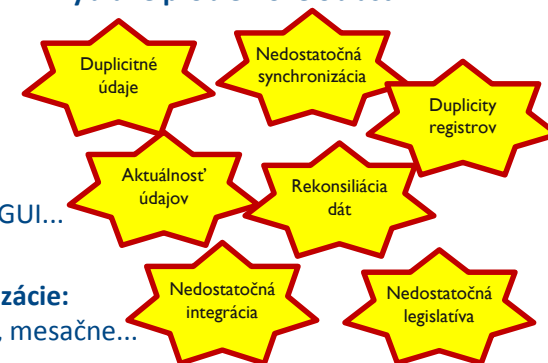 Duplicitné
údaje
Nedostatočná
synchronizácia
Duplicity
registrov
Aktuálnosť
údajov
Rekonsiliácia
dát
GUI...
Nedostatočná
integrácia
Nedostatočná
legislatíva
zácie:
, mesačne...